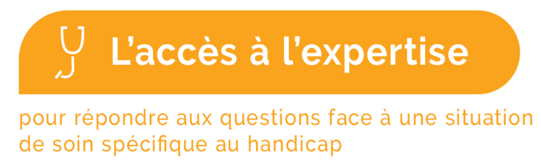 L'accès à l'expertise
pour répondre aux questions face à une situation
de soin spécifique au handicap